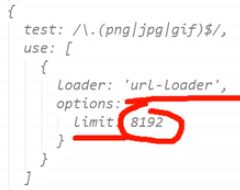 {
test: /\.(png|jpg|gif)$/,
use: [
{
loader: 'url-loader',
options:
limit: 8192
}
}
]